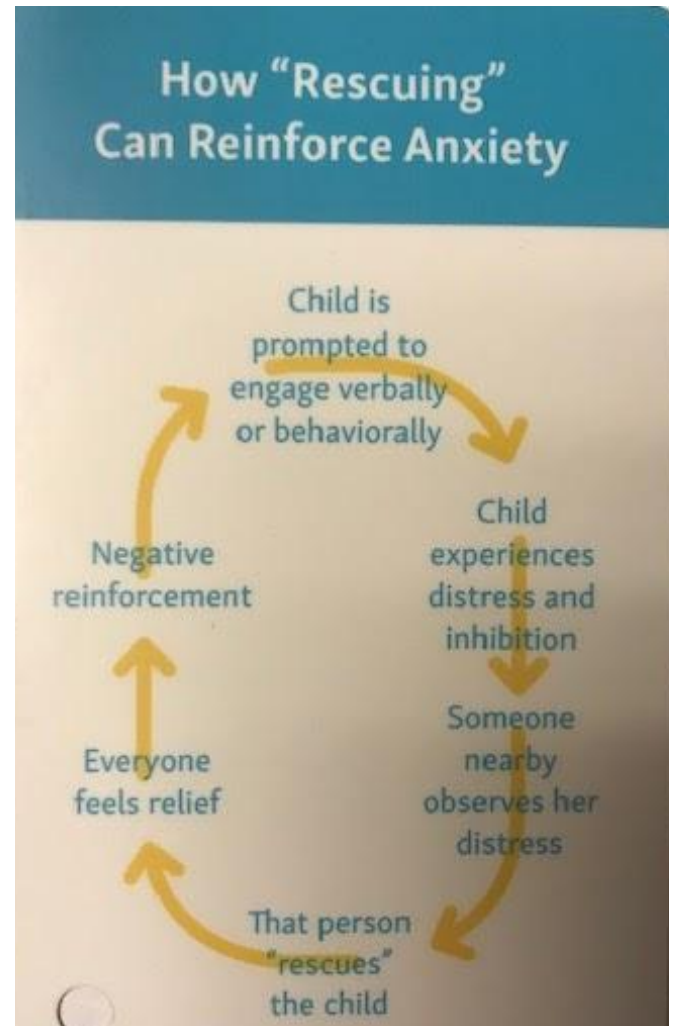 How “Rescuing”
Can Reinforce Anxiety
Child is
prompted to
engage verbally
or behaviorally
Child
experiences
distress and
inhibition
Someone
nearby
observes her
distress
That person
“rescues”
the child
Everyone
feels relief
Negative
reinforcement